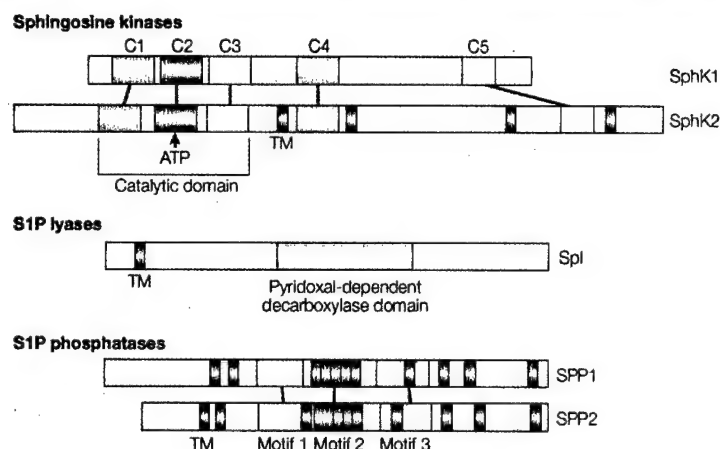 Sphingosine kinases
C1 C2 C3 C4 C5
SphK1
SphK2
TM
ATP
Catalytic domain
S1P lyases
Spl
TM
Pyridoxal-dependent
decarboxylase domain
S1P phosphatases
SPP1
SPP2
TM Motif 1 Motif 2 Motif 3